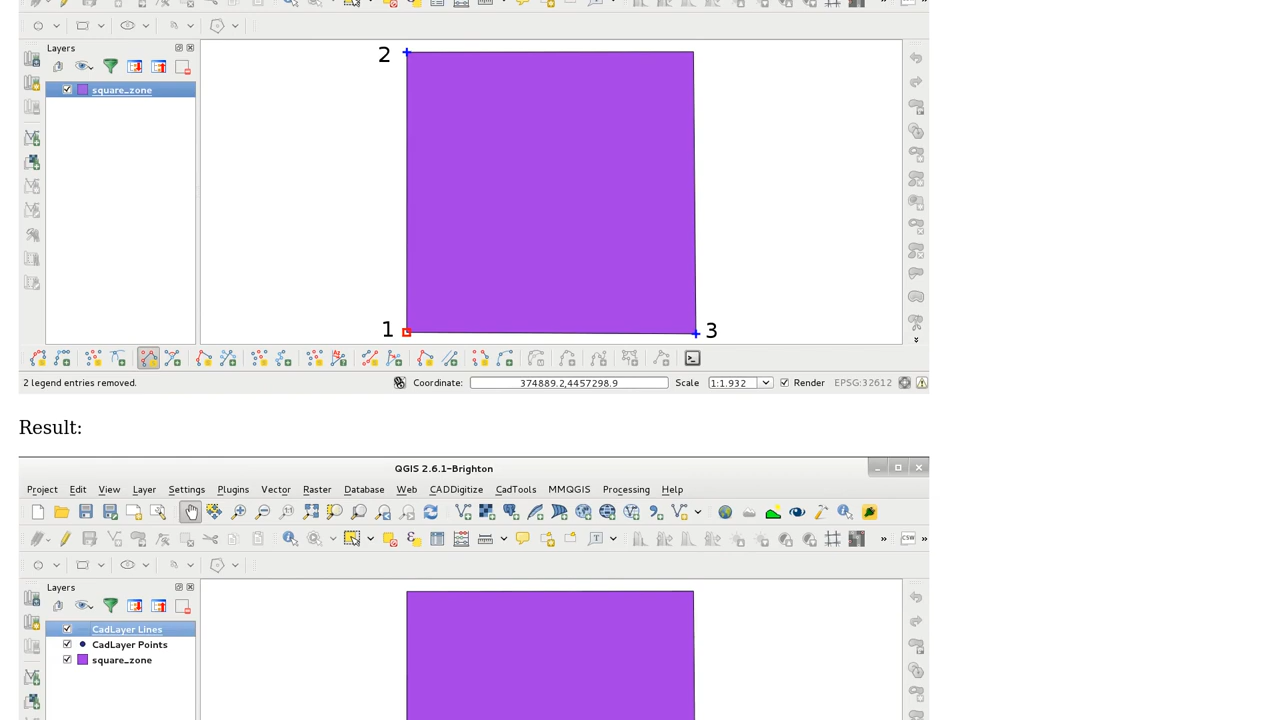 Layers
square_zone
2
1
3
2 legend entries removed.
Coordinate:
374889.2,4457298.9
Scale
1:1.932
Render
EPSG:32612
Result:
QGIS 2.6.1-Brighton
Project Edit View Layer Settings Plugins Vector Raster Database Web CADDigitize CadTools MMQGIS Processing Help
CSW
Layers
CadLayer Lines
CadLayer Points
square_zone